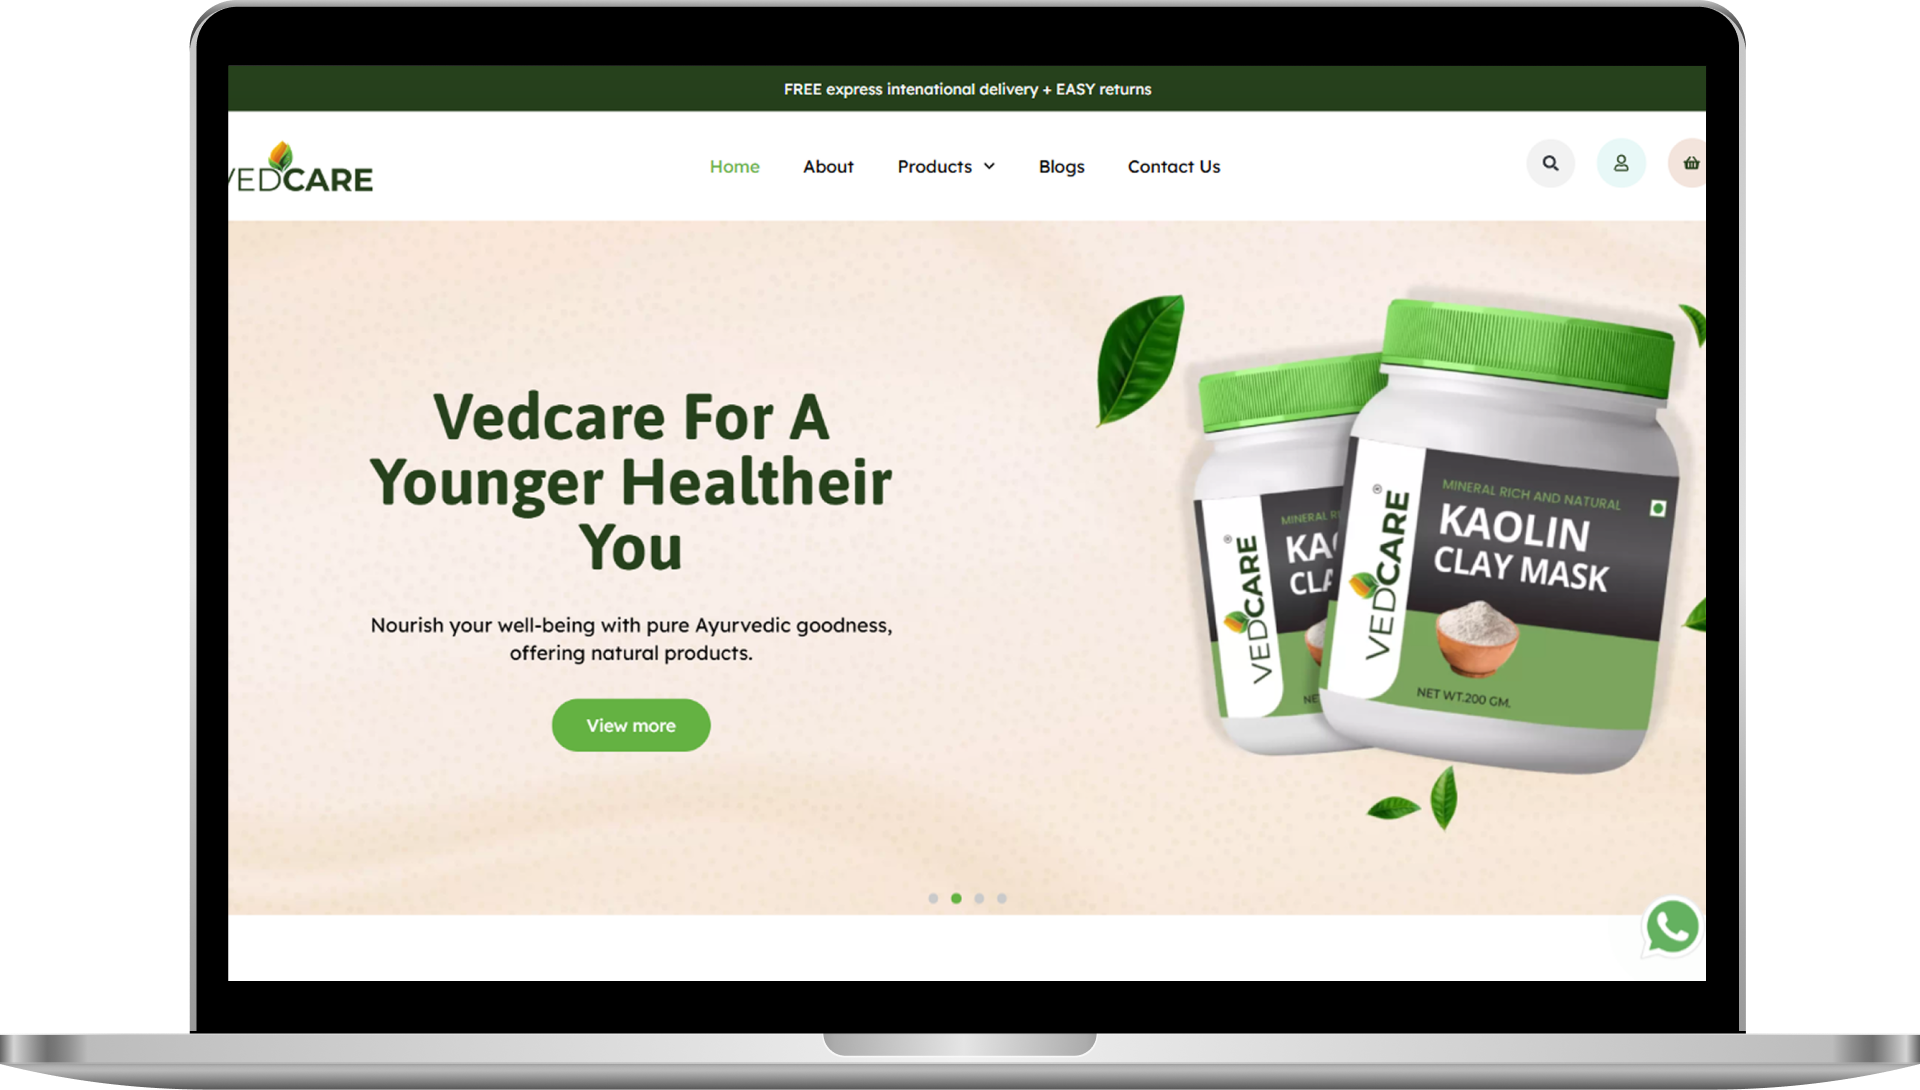 FREE express intenational delivery + EASY returns
VEDCARE
Home About Products Blogs Contact Us
Vedcare For A
Younger Healtheir
You
Nourish your well-being with pure Ayurvedic goodness,
offering natural products.
View more
MINERAL RI
KAO
CLA
VEDCARE®
NE
MINERAL RICH AND NATURAL
KAOLIN
CLAY MASK
VEDCARE®
NET WT.200 GM.